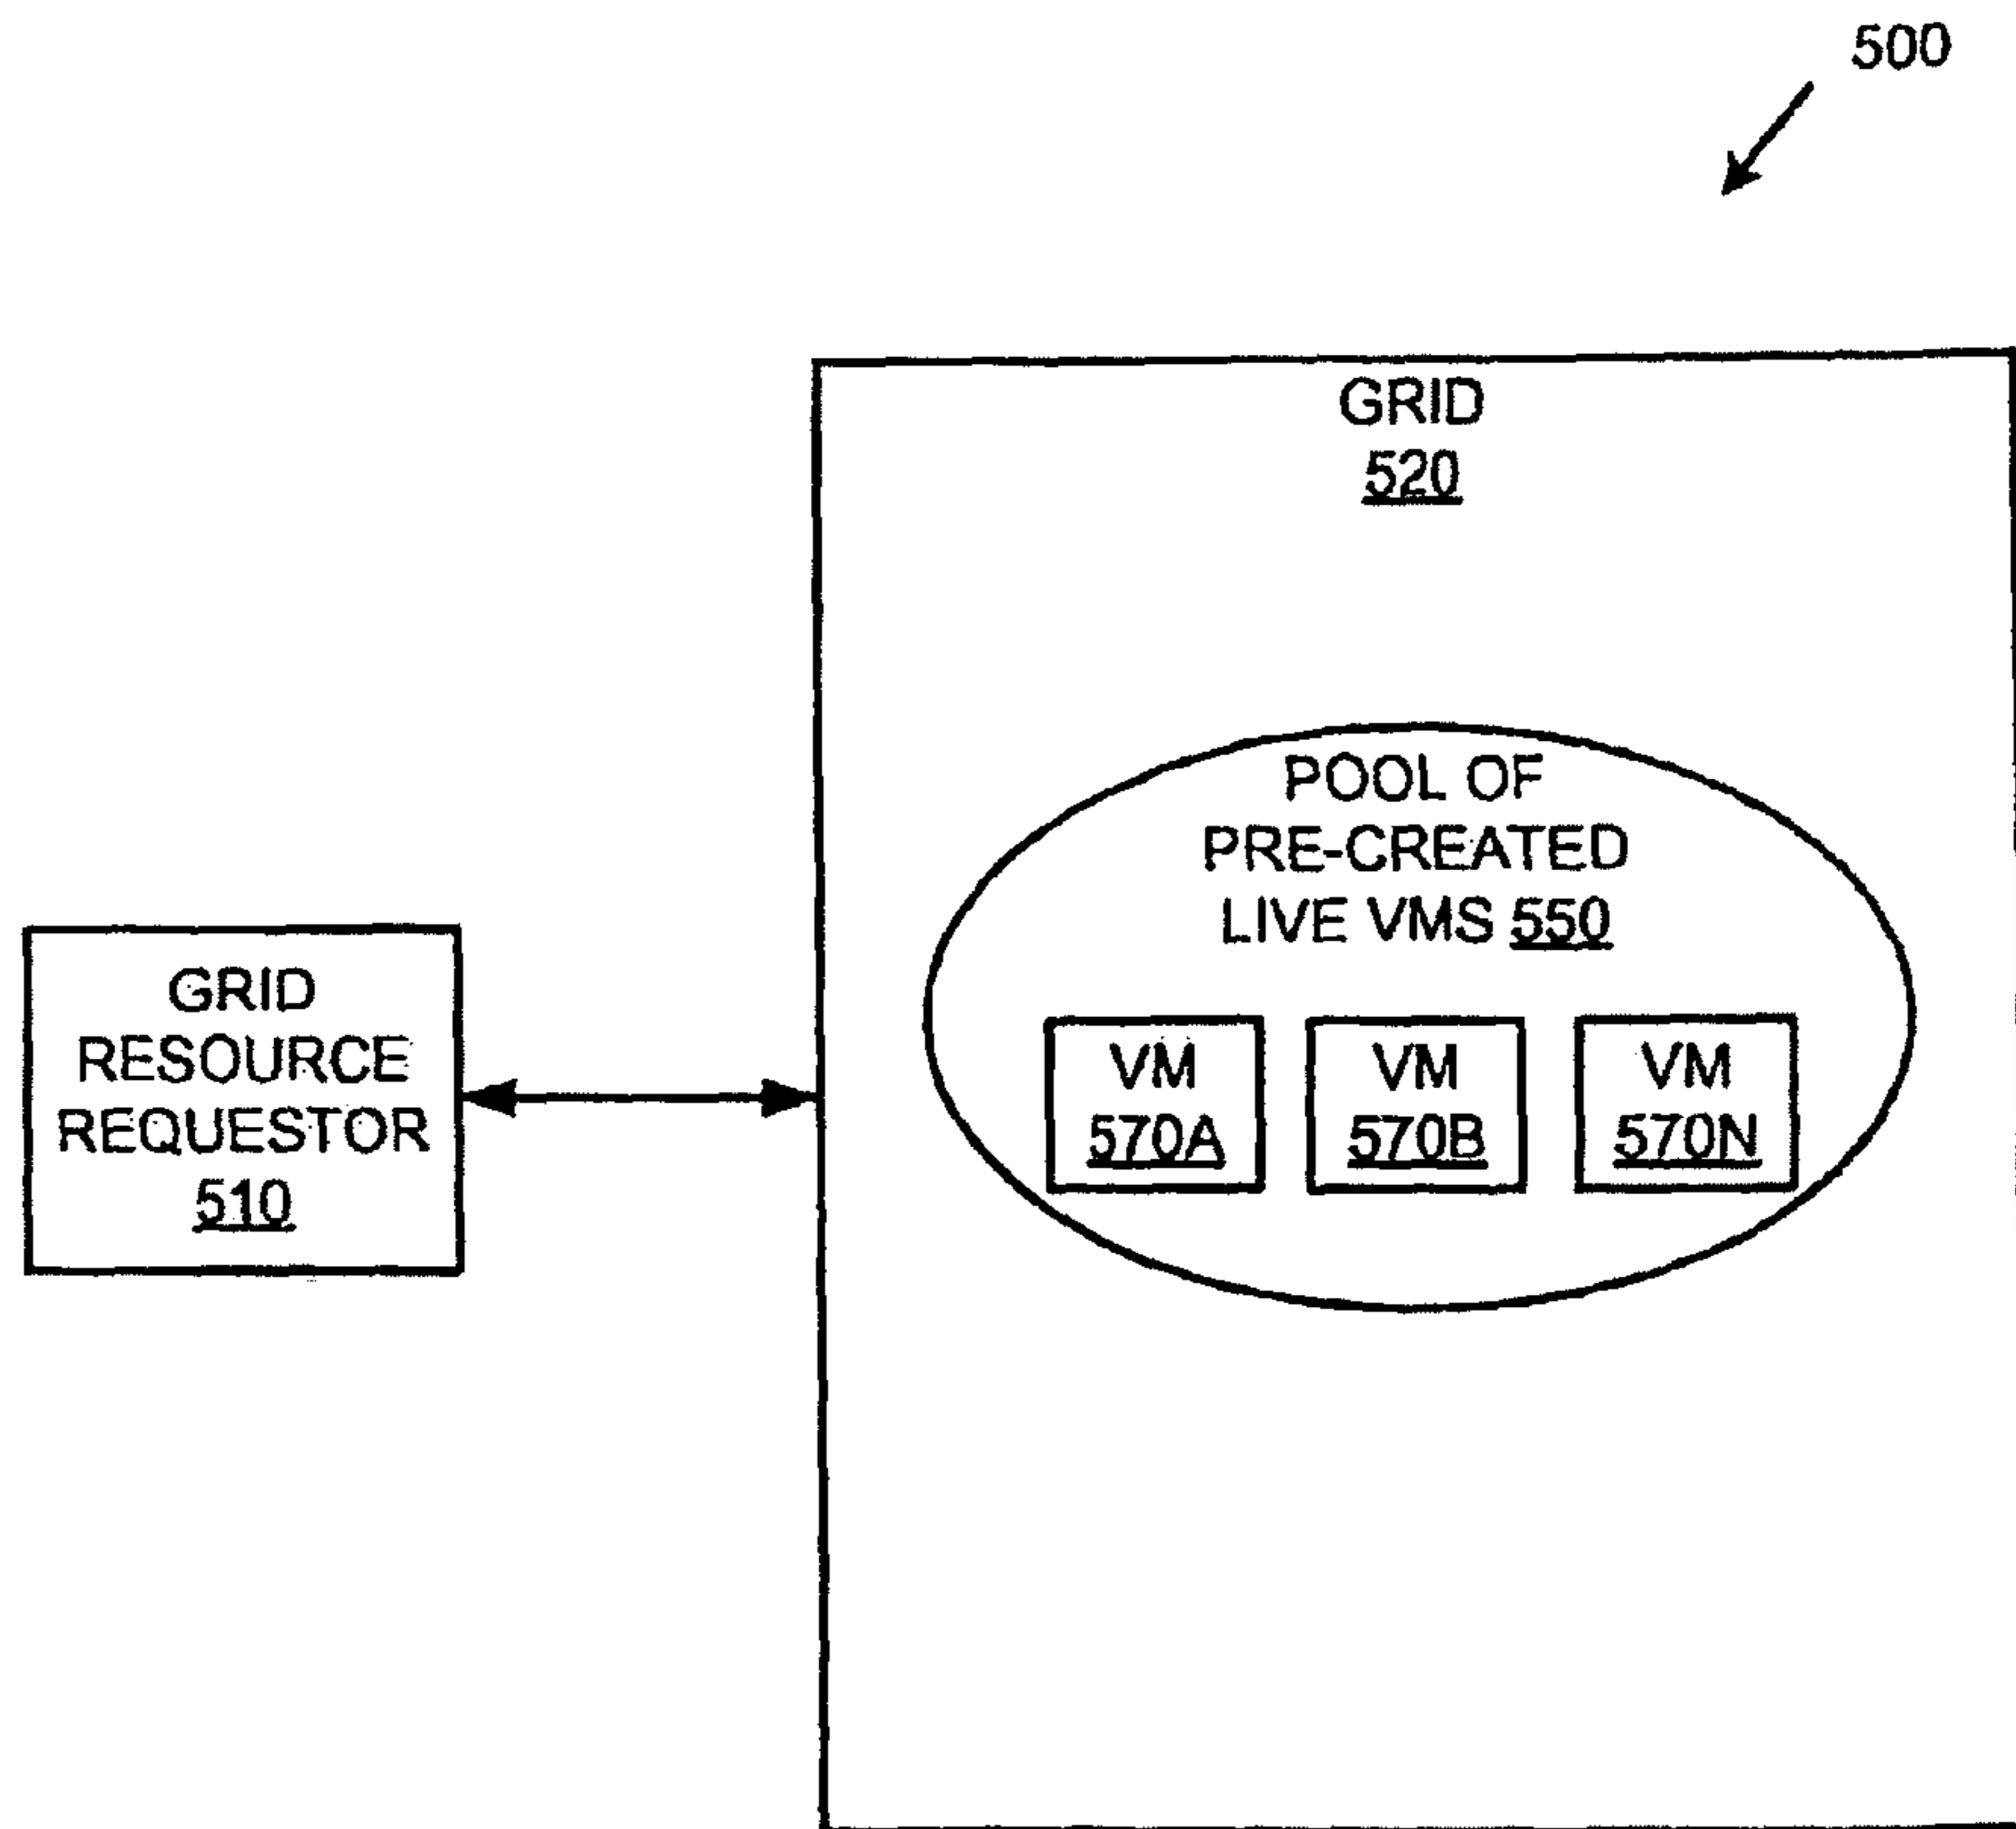 500
GRID
520
POOL OF
PRE-CREATED
LIVE VMS 550
GRID
RESOURCE
REQUESTOR
510
VM
570A
VM
570B
VM
570N